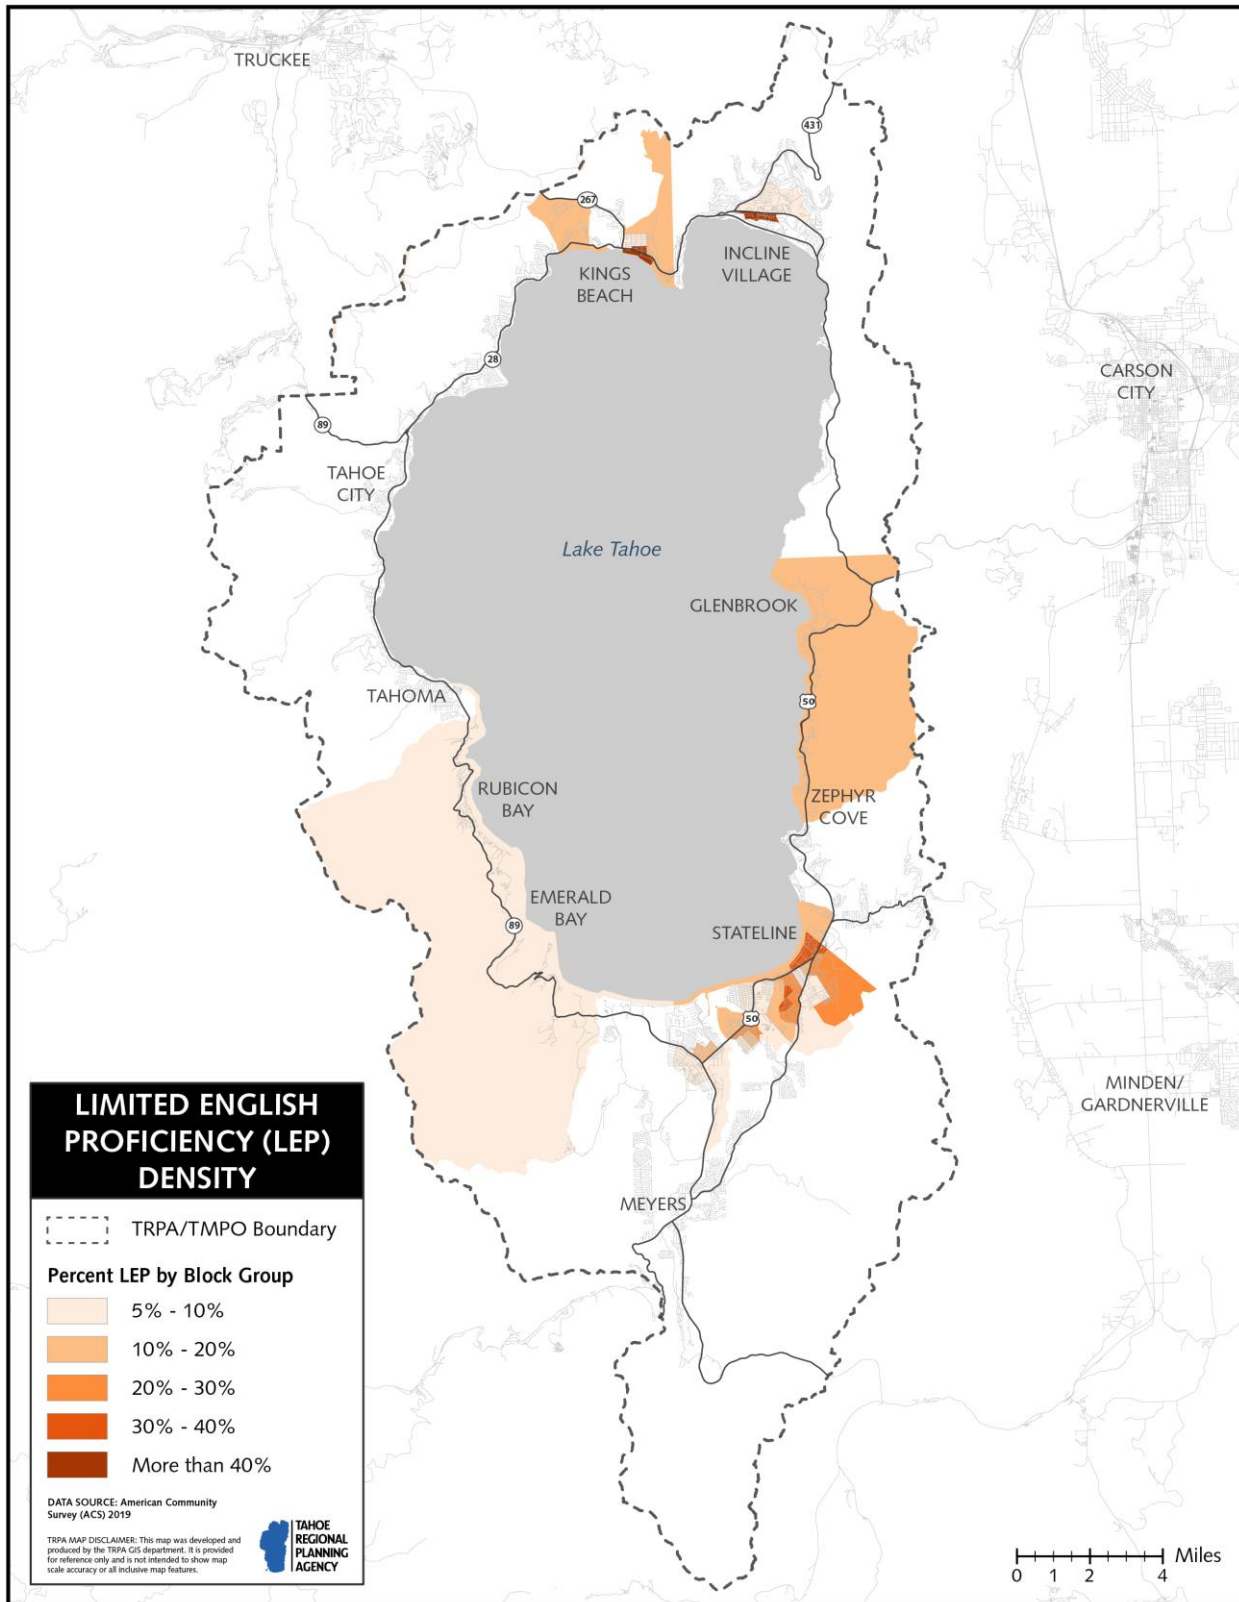 TRUCKEE
431
267
INCLINE
VILLAGE
KINGS
BEACH
28
CARSON
CITY
89
TAHOE
CITY
Lake Tahoe
GLENBROOK
TAHOMA
50
RUBICON
BAY
ZEPHYR
COVE
EMERALD
BAY
89
STATELINE
50
MINDEN/
GARDNERVILLE
MEYERS
LIMITED ENGLISH
PROFICIENCY (LEP)
DENSITY
TRPA/TMPO Boundary
Percent LEP by Block Group
5% - 10%
10% - 20%
20% - 30%
30% - 40%
More than 40%
DATA SOURCE: American Community
Survey (ACS) 2019
TRPA MAP DISCLAIMER: This map was developed and
produced by the TRPA GIS department. It is provided
for reference only and is not intended to show map
scale accuracy or all inclusive map features.
TAHOE
REGIONAL
PLANNING
AGENCY
Miles
0 1 2 4